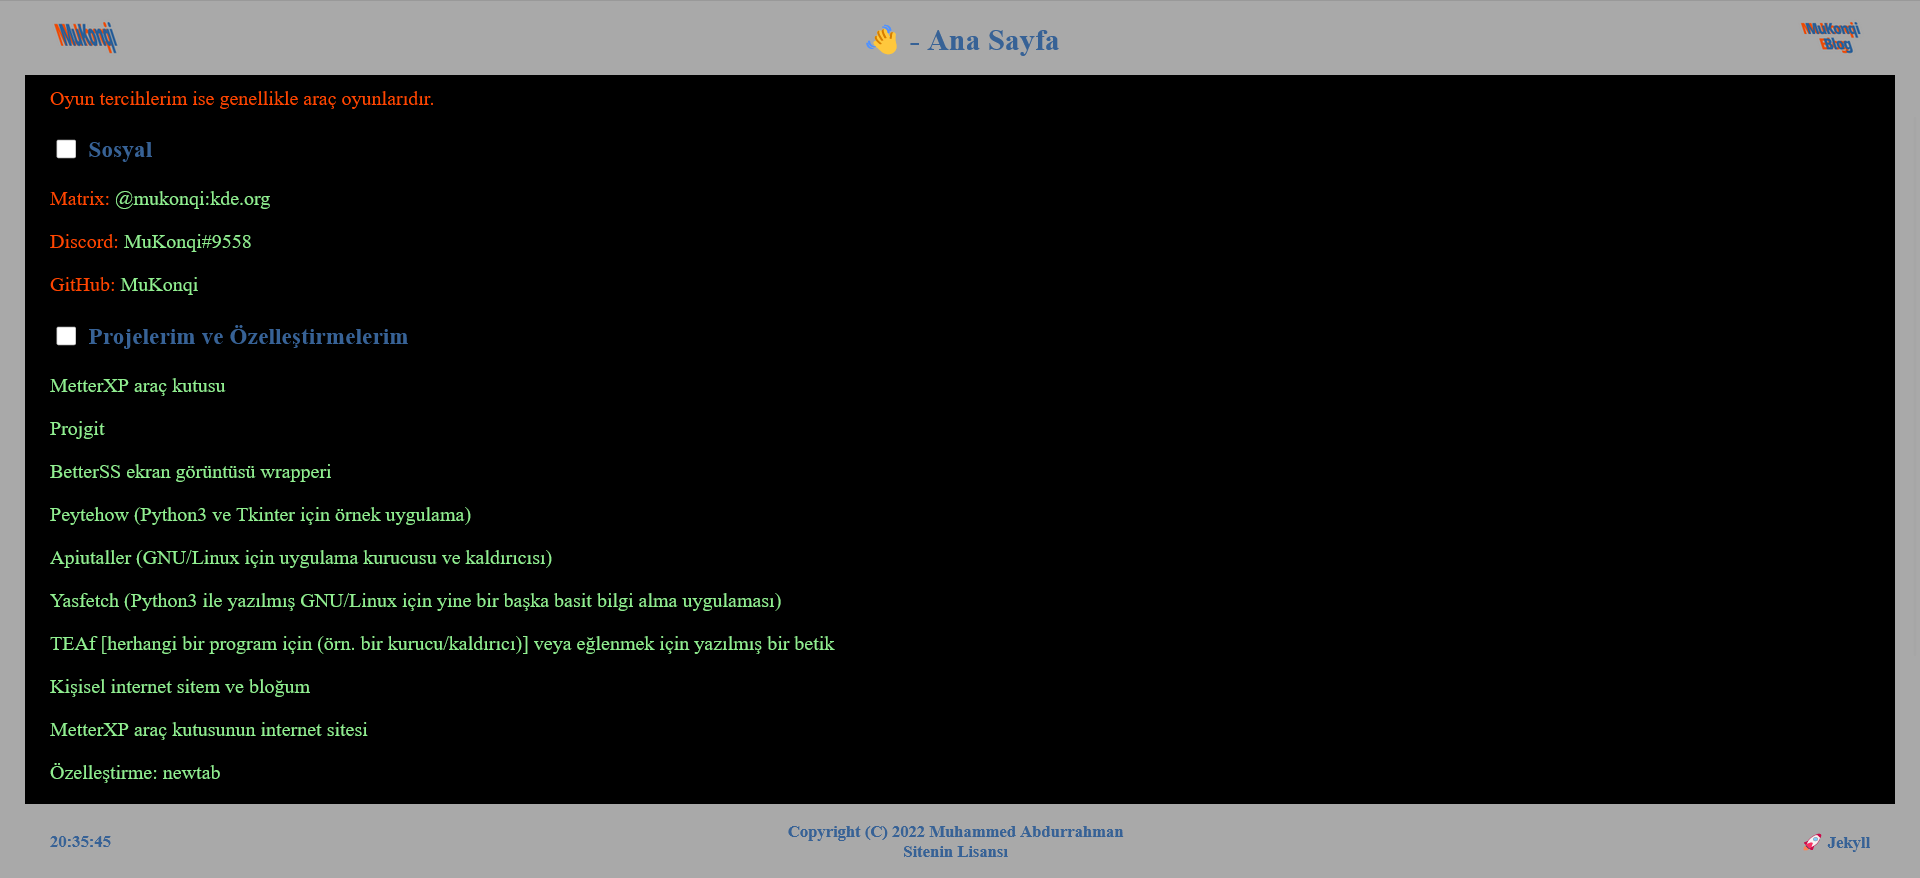 MuKonqi
👋 - Ana Sayfa
MuKonqi
Blog
Oyun tercihlerim ise genellikle araç oyunlarıdır.
Sosyal
Matrix: @mukonqi:kde.org
Discord: MuKonqi#9558
GitHub: MuKonqi
Projelerim ve Özelleştirmelerim
MetterXP araç kutusu
Projgit
BetterSS ekran görüntüsü wrapperi
Peytehow (Python3 ve Tkinter için örnek uygulama)
Apiutaller (GNU/Linux için uygulama kurucusu ve kaldırıcısı)
Yasfetch (Python3 ile yazılmış GNU/Linux için yine bir başka basit bilgi alma uygulaması)
TEAf [herhangi bir program için (örn. bir kurucu/kaldırıcı)] veya eğlenmek için yazılmış bir betik
Kişisel internet sitem ve bloğum
MetterXP araç kutusunun internet sitesi
Özelleştirme: newtab
20:35:45
Copyright (C) 2022 Muhammed Abdurrahman
Sitenin Lisansı
🚀 Jekyll